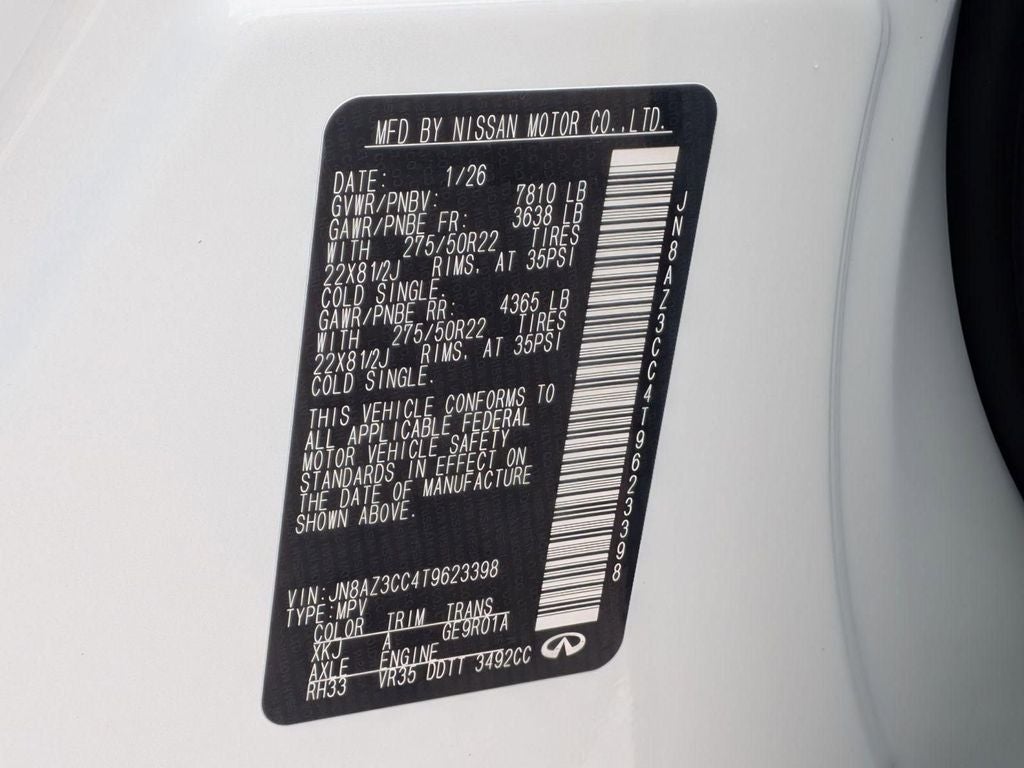 MFD BY NISSAN MOTOR CO.,LTD.
DATE: 1/26
GVWR/PNBV: 7810 LB
GAWR/PNBE FR: 3638 LB
WITH 275/50R22 TIRES
22X81/2J RIMS, AT 35PSI
COLD SINGLE.
GAWR/PNBE RR: 4365 LB
WITH 275/50R22 TIRES
22X81/2J RIMS, AT 35PSI
COLD SINGLE.
THIS VEHICLE CONFORMS TO
ALL APPLICABLE FEDERAL
MOTOR VEHICLE SAFETY
STANDARDS IN EFFECT ON
THE DATE OF MANUFACTURE
SHOWN ABOVE.
VIN:JN8AZ3CC4T9623398
TYPE:MPV
COLOR TRIM TRANS
XKJ A GE9R01A
AXLE ENGINE
RH33 VR35 DDTT 3492CC
JN8AZ3CC4T9623398